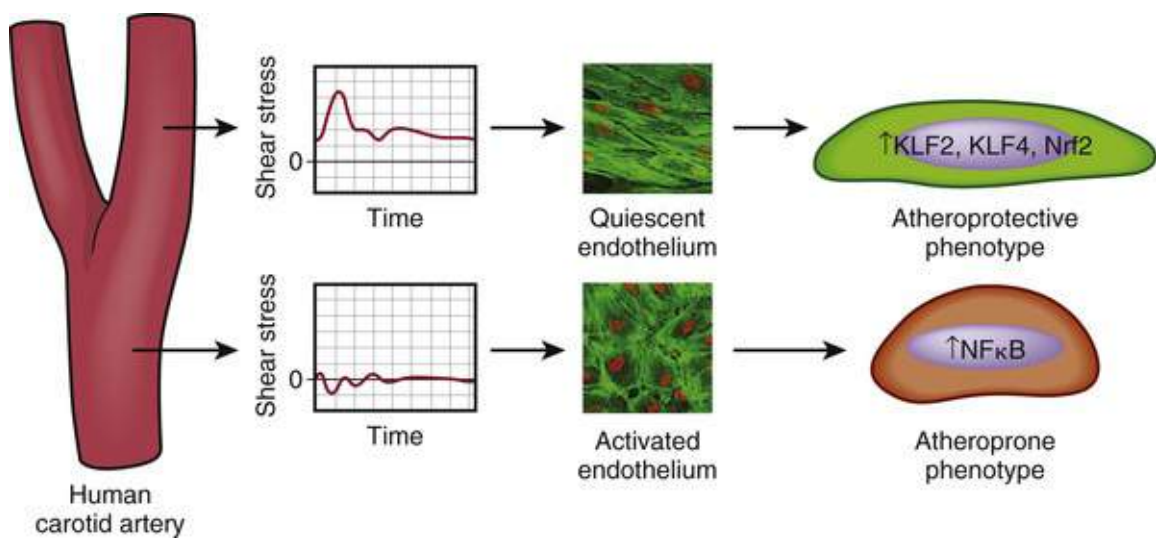 Shear stress
0
Time
Quiescent
endothelium
↑KLF2, KLF4, Nrf2
Atheroprotective
phenotype
Shear stress
0
Time
Activated
endothelium
↑NFκB
Atheroprone
phenotype
Human
carotid artery